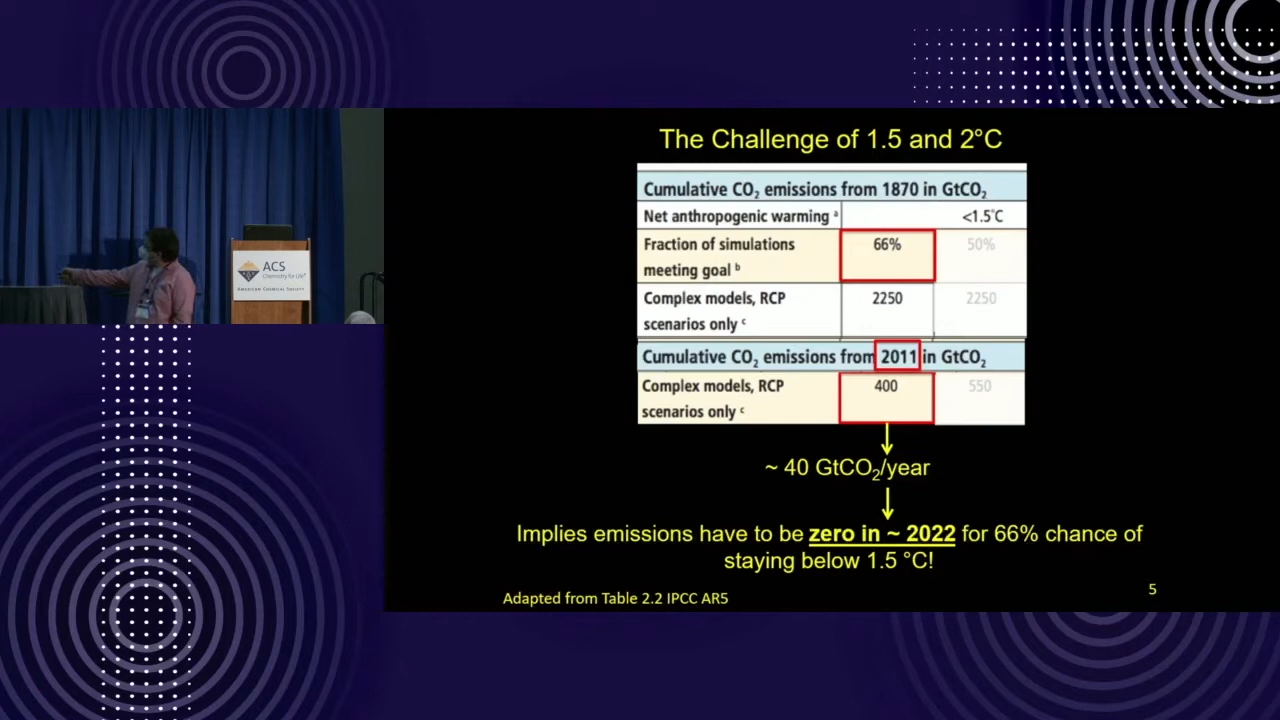 ACS
Chemistry for Life®
AMERICAN CHEMICAL SOCIETY
The Challenge of 1.5 and 2°C
Cumulative CO₂ emissions from 1870 in GtCO₂
Net anthropogenic warming ᵃ <1.5°C
Fraction of simulations 66% 50%
meeting goal ᵇ
Complex models, RCP 2250 2250
scenarios only ᶜ
Cumulative CO₂ emissions from 2011 in GtCO₂
Complex models, RCP 400 550
scenarios only ᶜ
~ 40 GtCO₂/year
Implies emissions have to be zero in ~ 2022 for 66% chance of
staying below 1.5 °C!
Adapted from Table 2.2 IPCC AR5
5